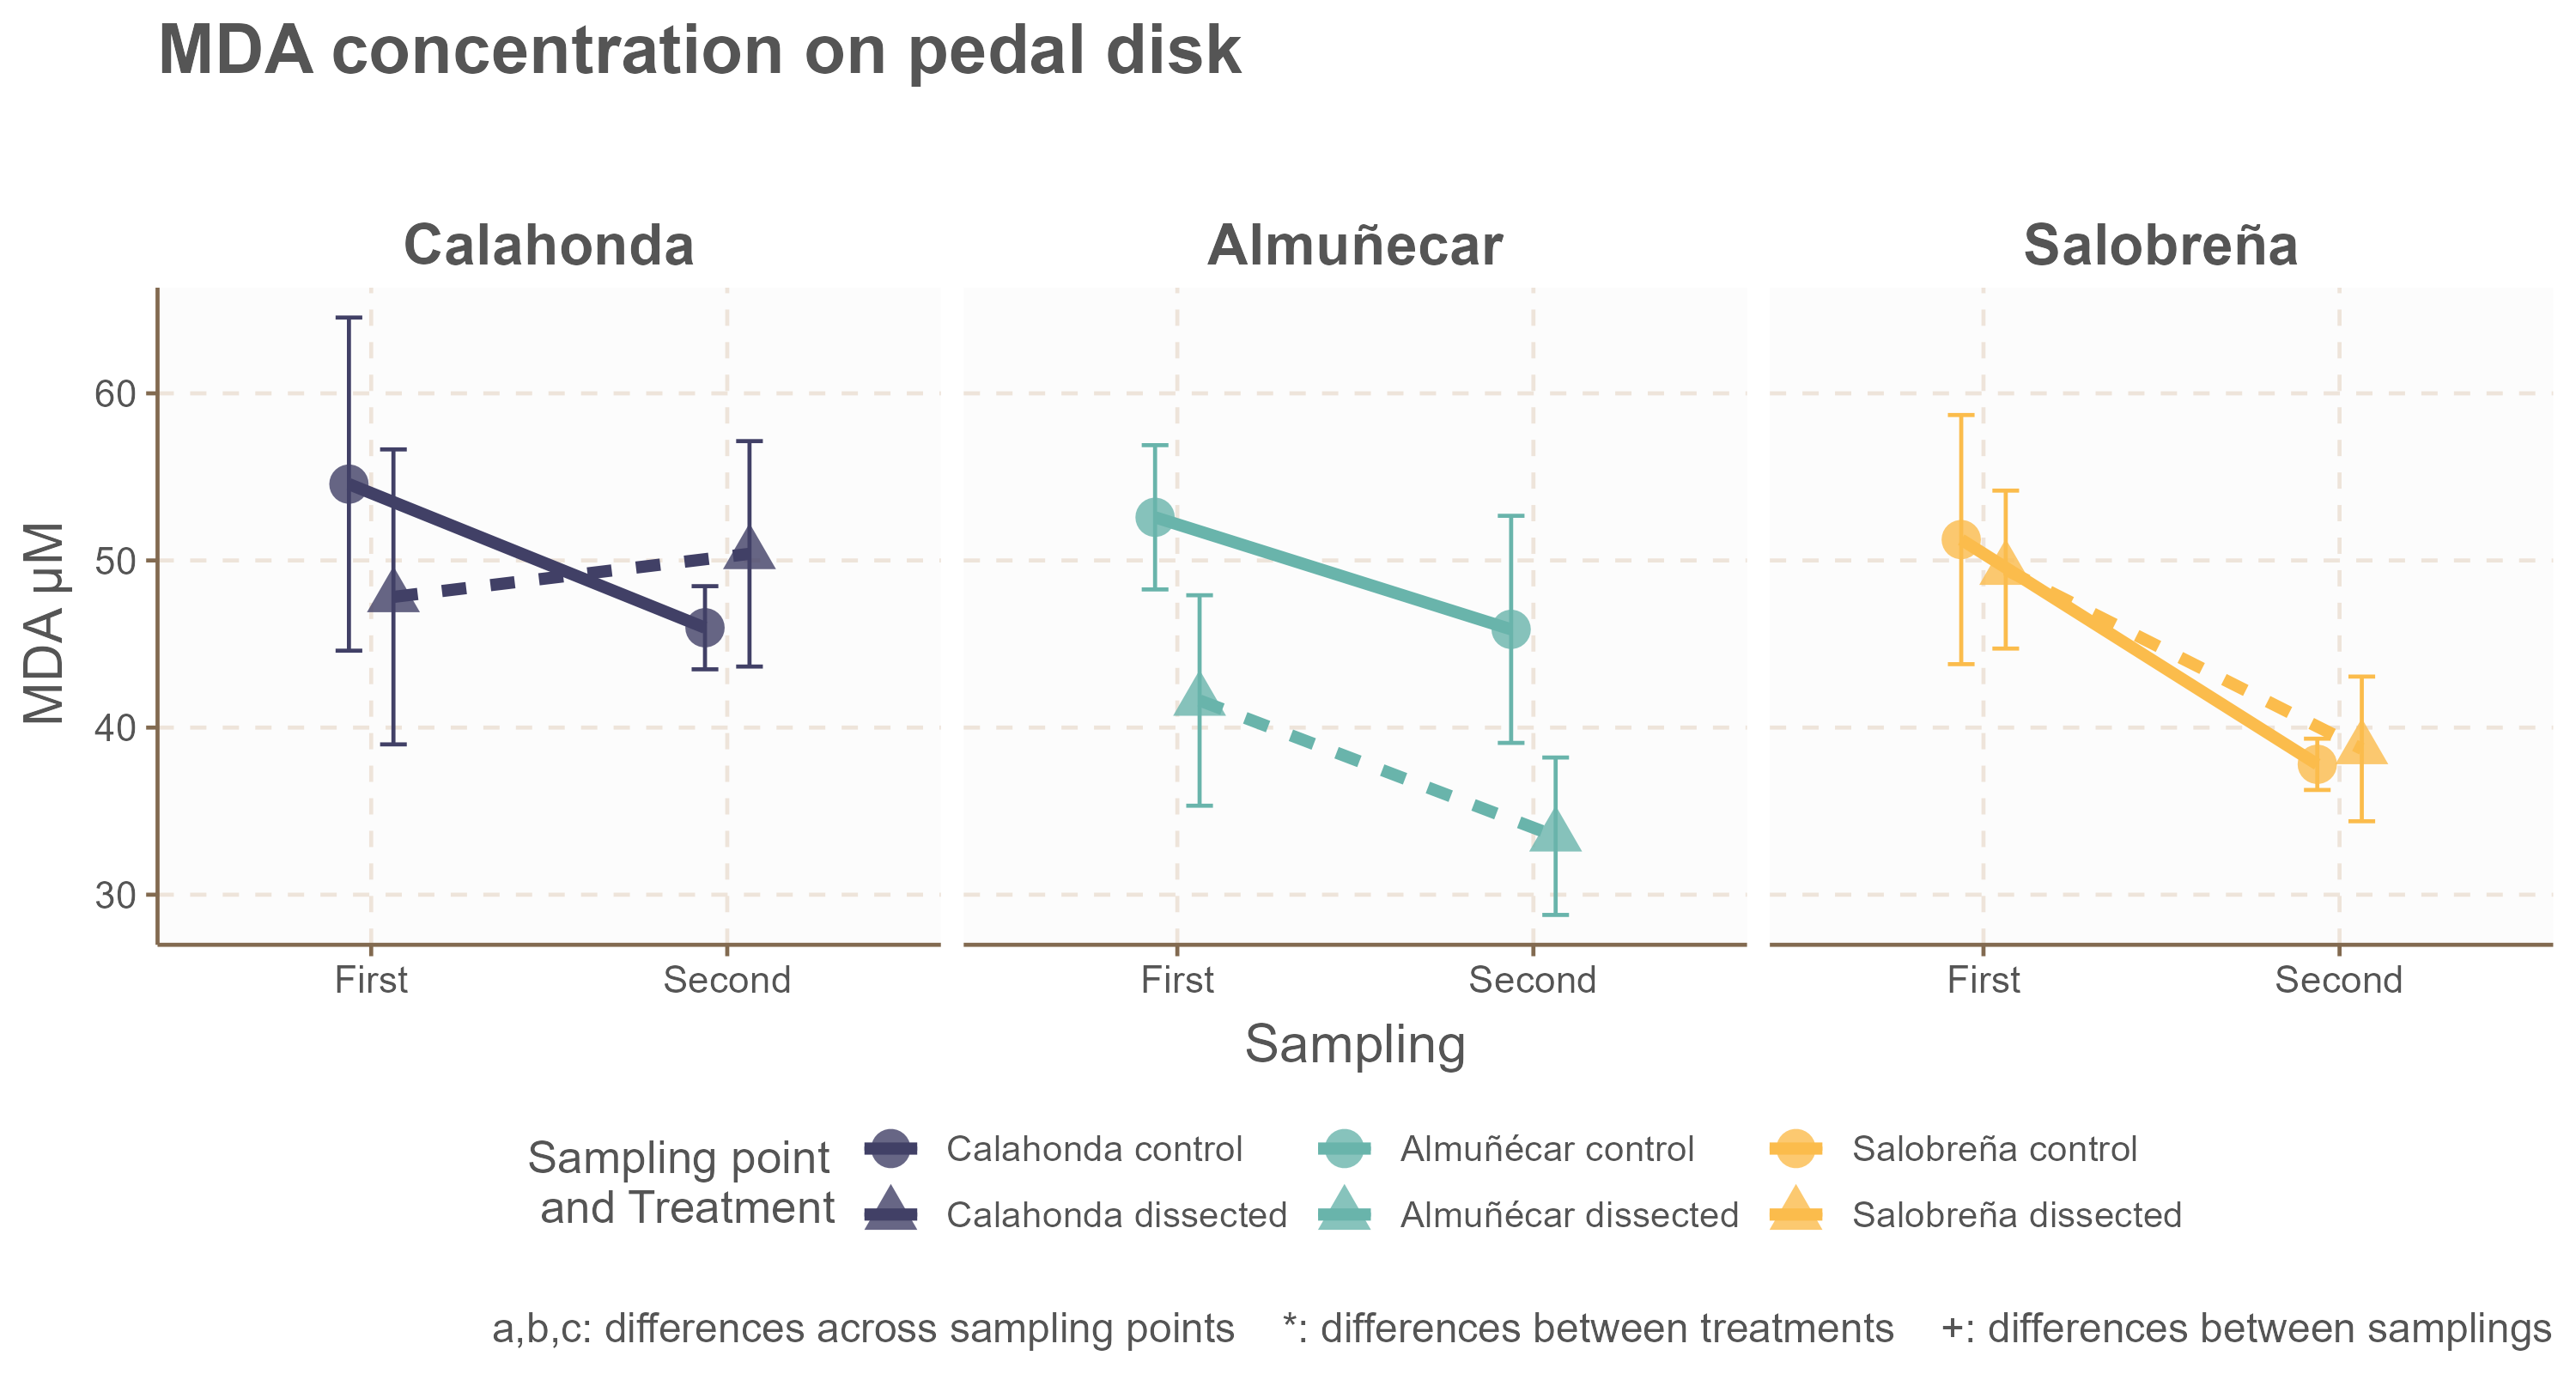 MDA concentration on pedal disk
Calahonda
Almuñecar
Salobreña
MDA μM
60
50
40
30
First
Second
First
Second
First
Second
Sampling
Sampling point
and Treatment
Calahonda control
Almuñécar control
Salobreña control
Calahonda dissected
Almuñécar dissected
Salobreña dissected
a,b,c: differences across sampling points *: differences between treatments +: differences between samplings